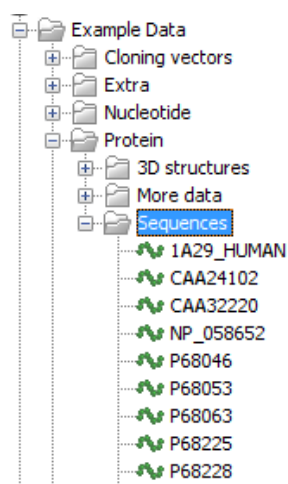 Example Data
Cloning vectors
Extra
Nucleotide
Protein
3D structures
More data
Sequences
1A29_HUMAN
CAA24102
CAA32220
NP_058652
P68046
P68053
P68063
P68225
P68228